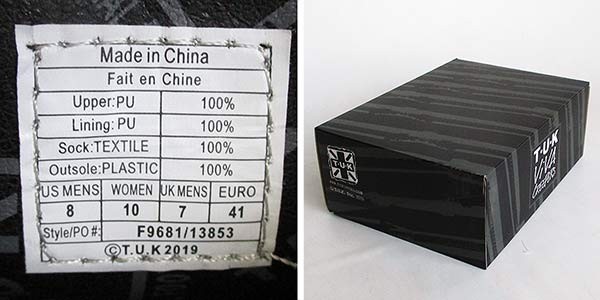 Made in China
Fait en Chine
Upper:PU 100%
Lining: PU 100%
Sock:TEXTILE 100%
Outsole:PLASTIC 100%
US MENS WOMEN UK MENS EURO
8 10 7 41
Style/PO#: F9681/13853
©T.U.K 2019
T·U·K
T·U·K
VIVA